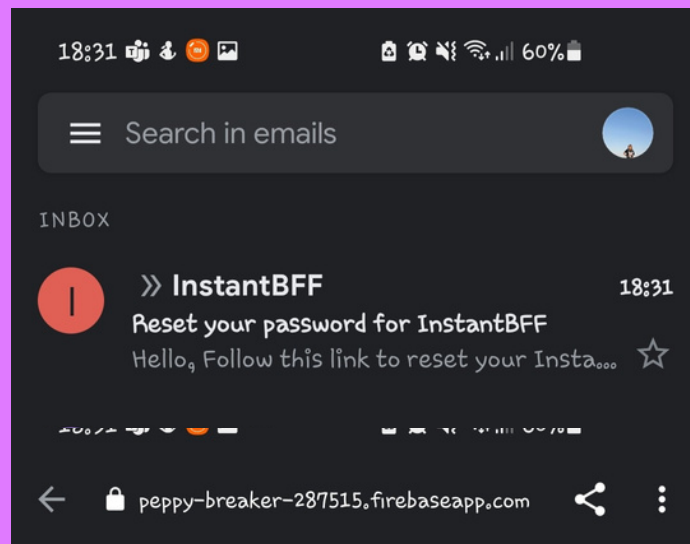 18:31 60%
Search in emails
INBOX
I
» InstantBFF 18:31
Reset your password for InstantBFF
Hello, Follow this link to reset your Insta...
peppy-breaker-287515.firebaseapp.com